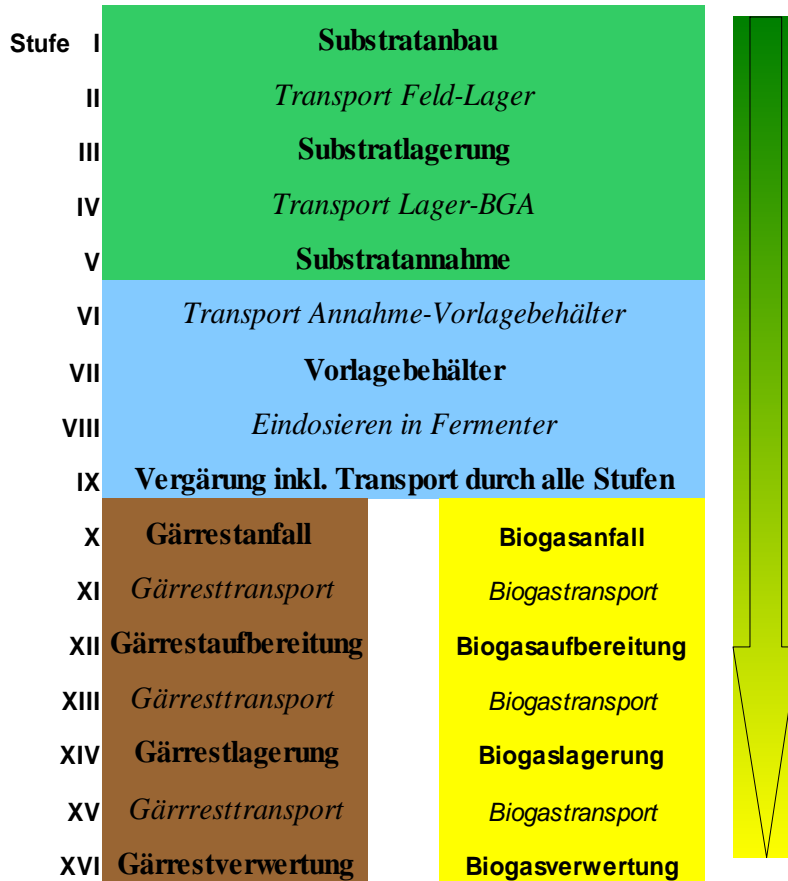 Stufe I Substratanbau
II Transport Feld-Lager
III Substratlagerung
IV Transport Lager-BGA
V Substratannahme
VI Transport Annahme-Vorlagebehälter
VII Vorlagebehälter
VIII Eindosieren in Fermenter
IX Vergärung inkl. Transport durch alle Stufen
X Gärrestanfall Biogasanfall
XI Gärresttransport Biogastransport
XII Gärrestaufbereitung Biogasaufbereitung
XIII Gärresttransport Biogastransport
XIV Gärrestlagerung Biogaslagerung
XV Gärrresttransport Biogastransport
XVI Gärrestverwertung Biogasverwertung